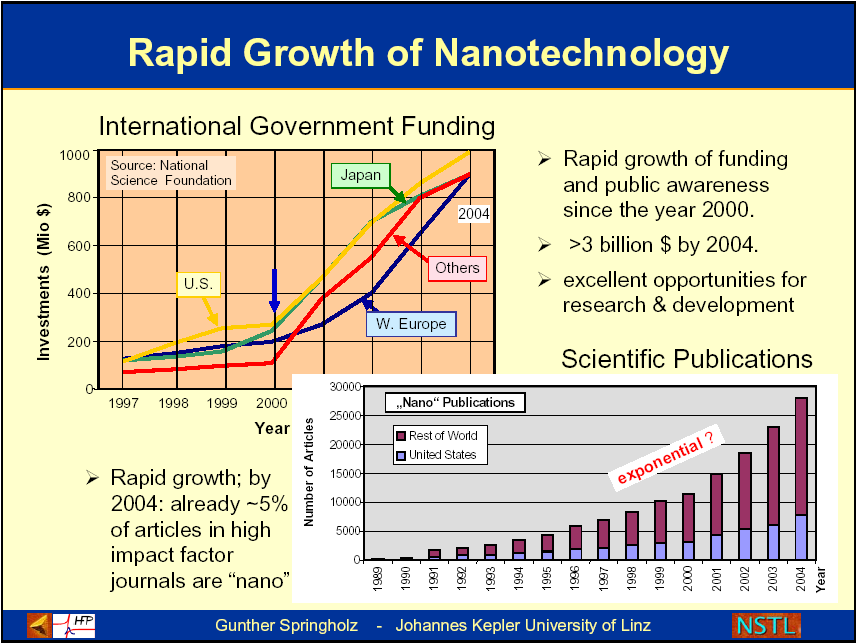 Rapid Growth of Nanotechnology
International Government Funding
1000
800
600
400
200
0
Investments (Mio $)
Source: National
Science Foundation
Japan
2004
Others
U.S.
W. Europe
1997 1998 1999 2000
Year
➢ Rapid growth of funding
and public awareness
since the year 2000.
➢ >3 billion $ by 2004.
➢ excellent opportunities for
research & development
Scientific Publications
30000
25000
20000
15000
10000
5000
0
Number of Articles
„Nano“ Publications
Rest of World
United States
exponential ?
1989 1990 1991 1992 1993 1994 1995 1996 1997 1998 1999 2000 2001 2002 2003 2004
Year
➢ Rapid growth; by
2004: already ~5%
of articles in high
impact factor
journals are “nano”
HFP
Gunther Springholz - Johannes Kepler University of Linz
NSTL